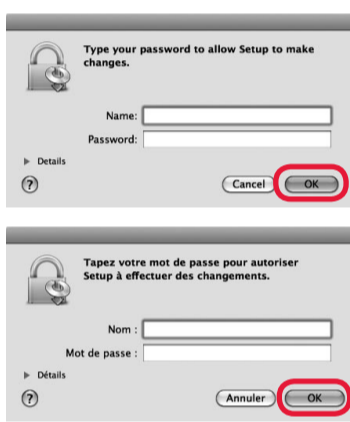 Type your password to allow Setup to make
changes.
Name:
Password:
Details
?
Cancel
OK
Tapez votre mot de passe pour autoriser
Setup à effectuer des changements.
Nom :
Mot de passe :
Détails
?
Annuler
OK